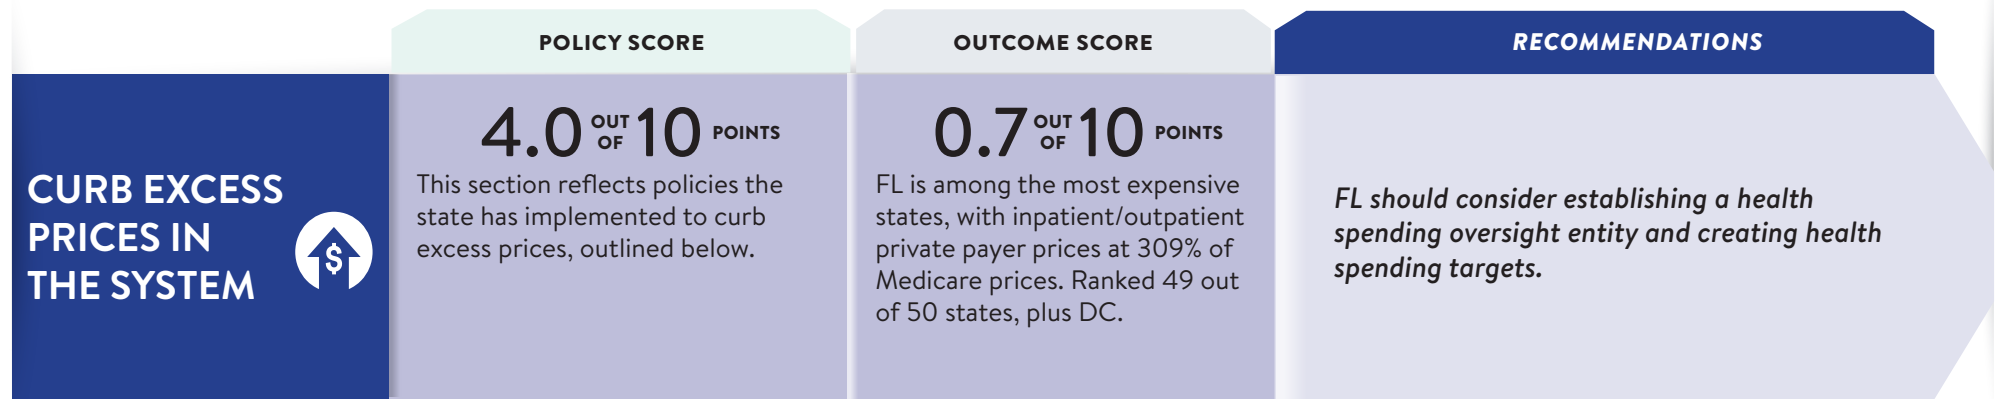 POLICY SCORE
OUTCOME SCORE
RECOMMENDATIONS
CURB EXCESS
PRICES IN
THE SYSTEM
$
4.0 OUT OF 10 POINTS
This section reflects policies the
state has implemented to curb
excess prices, outlined below.
0.7 OUT OF 10 POINTS
FL is among the most expensive
states, with inpatient/outpatient
private payer prices at 309% of
Medicare prices. Ranked 49 out
of 50 states, plus DC.
FL should consider establishing a health
spending oversight entity and creating health
spending targets.